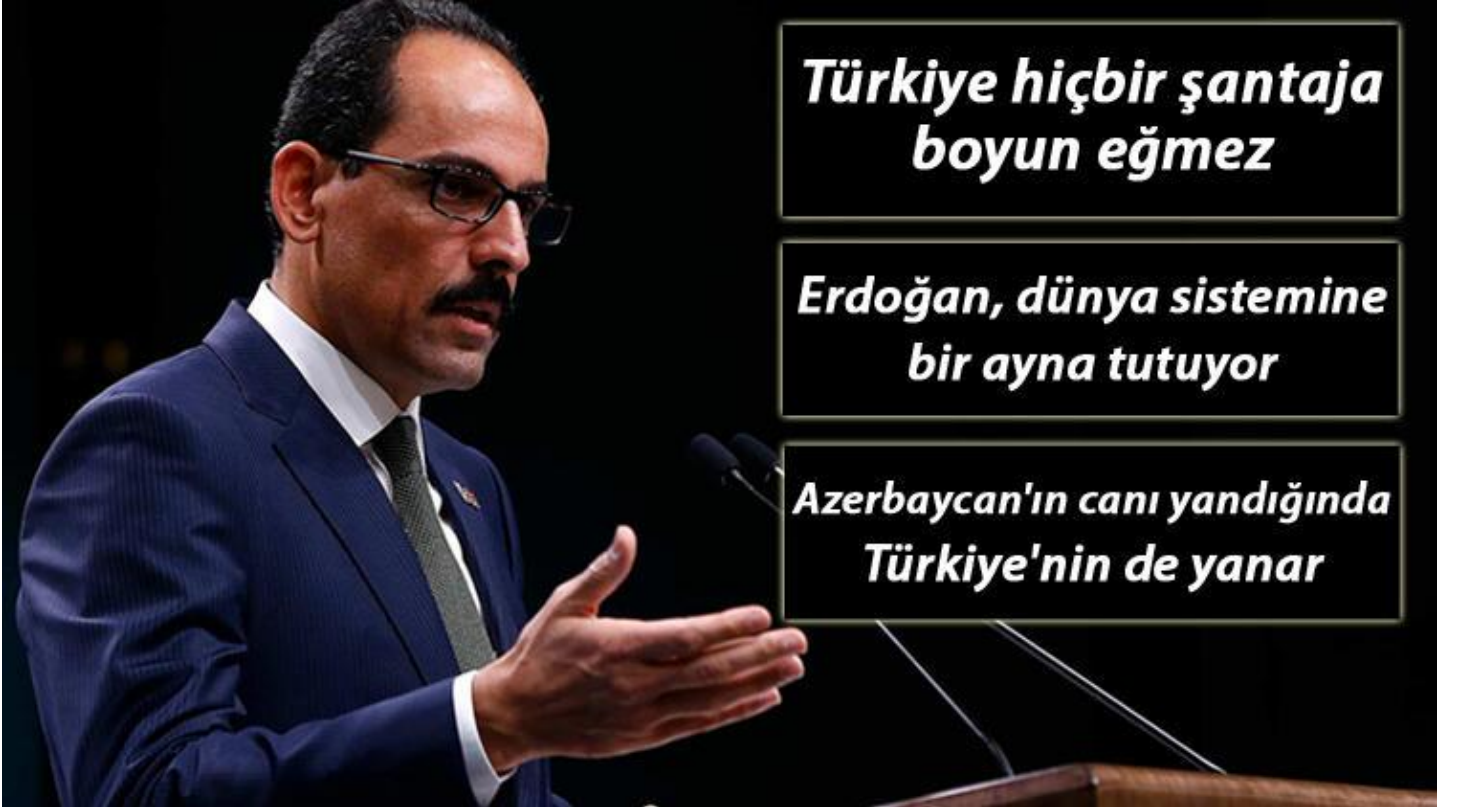 Türkiye hiçbir şantaja
boyun eğmez
Erdoğan, dünya sistemine
bir ayna tutuyor
Azerbaycan'ın canı yandığında
Türkiye'nin de yanar